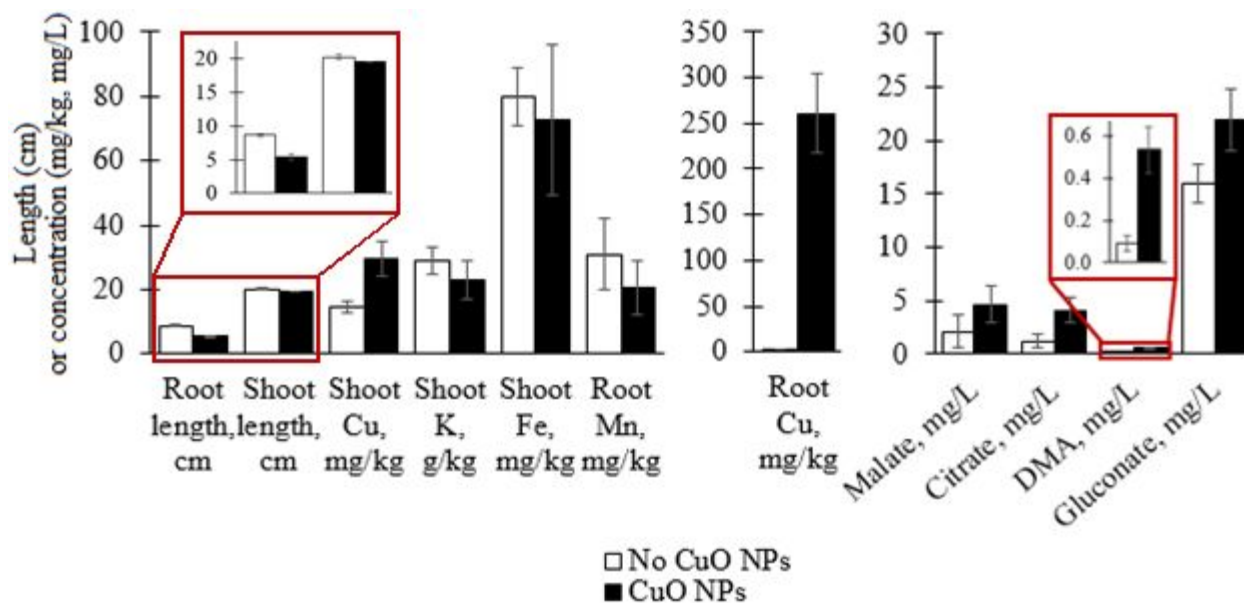 Length (cm)
or concentration (mg/kg, mg/L)
100
80
60
40
20
0
20
15
10
5
0
Root
length,
cm
Shoot
length,
cm
Shoot
Cu,
mg/kg
Shoot
K,
g/kg
Shoot
Fe,
mg/kg
Root
Mn,
mg/kg
350
300
250
200
150
100
50
0
Root
Cu,
mg/kg
30
25
20
15
10
5
0
0.6
0.4
0.2
0.0
Malate, mg/L
Citrate, mg/L
DMA, mg/L
Gluconate, mg/L
No CuO NPs
CuO NPs